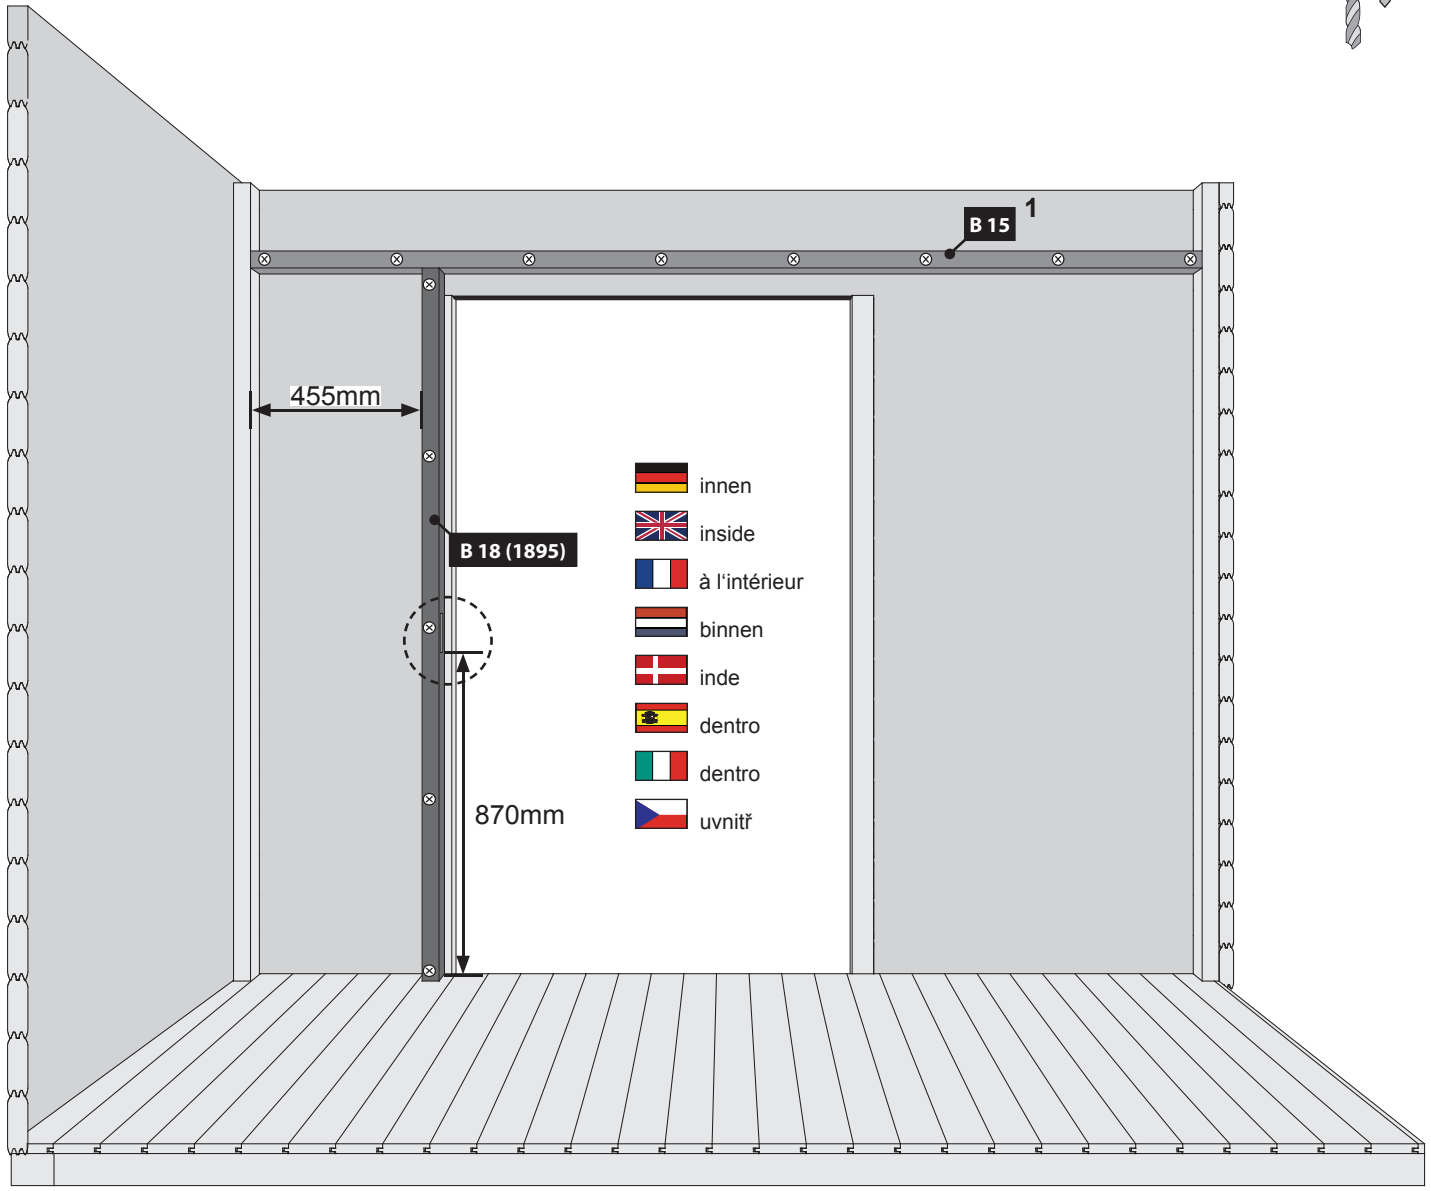 1
B 15
455mm
innen
inside
B 18 (1895)
à l‘intérieur
binnen
inde
dentro
dentro
870mm
uvnitř